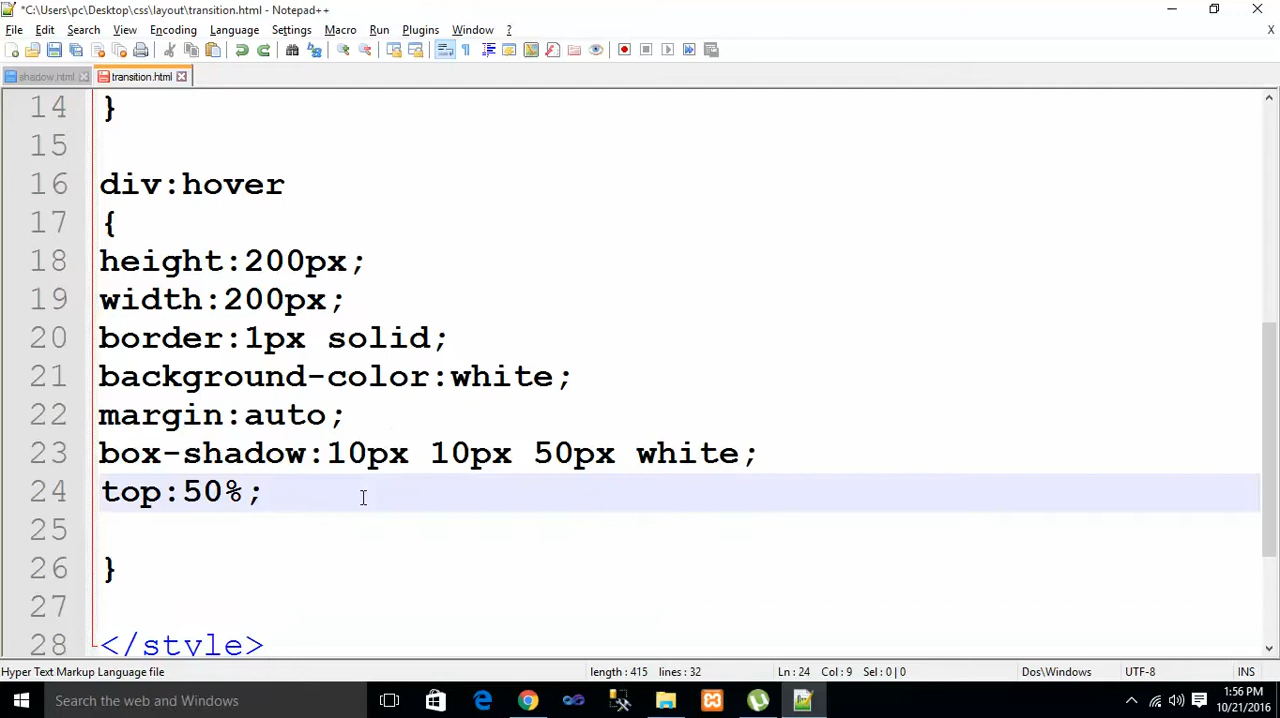 *C:\Users\pc\Desktop\css\layout\transition.html - Notepad++
File Edit Search View Encoding Language Settings Macro Run Plugins Window ? X
shadow.html transition.html
14 }
15
16 div:hover
17 {
18 height:200px;
19 width:200px;
20 border:1px solid;
21 background-color:white;
22 margin:auto;
23 box-shadow:10px 10px 50px white;
24 top:50%;
25
26 }
27
28 </style>
Hyper Text Markup Language file length : 415 lines : 32 Ln : 24 Col : 9 Sel : 0 | 0 Dos\Windows UTF-8 INS
Search the web and Windows 1:56 PM
10/21/2016